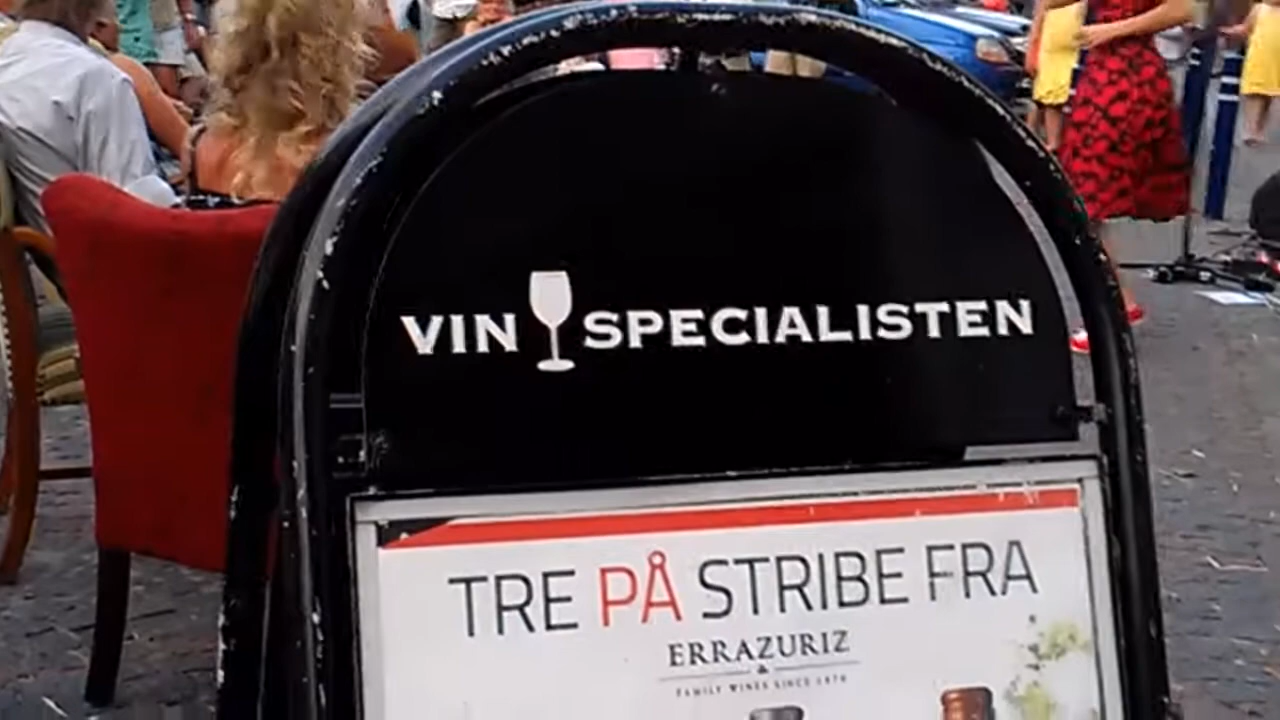 VIN SPECIALISTEN
TRE PÅ STRIBE FRA
ERRAZURIZ
&
FAMILY WINES SINCE 1870